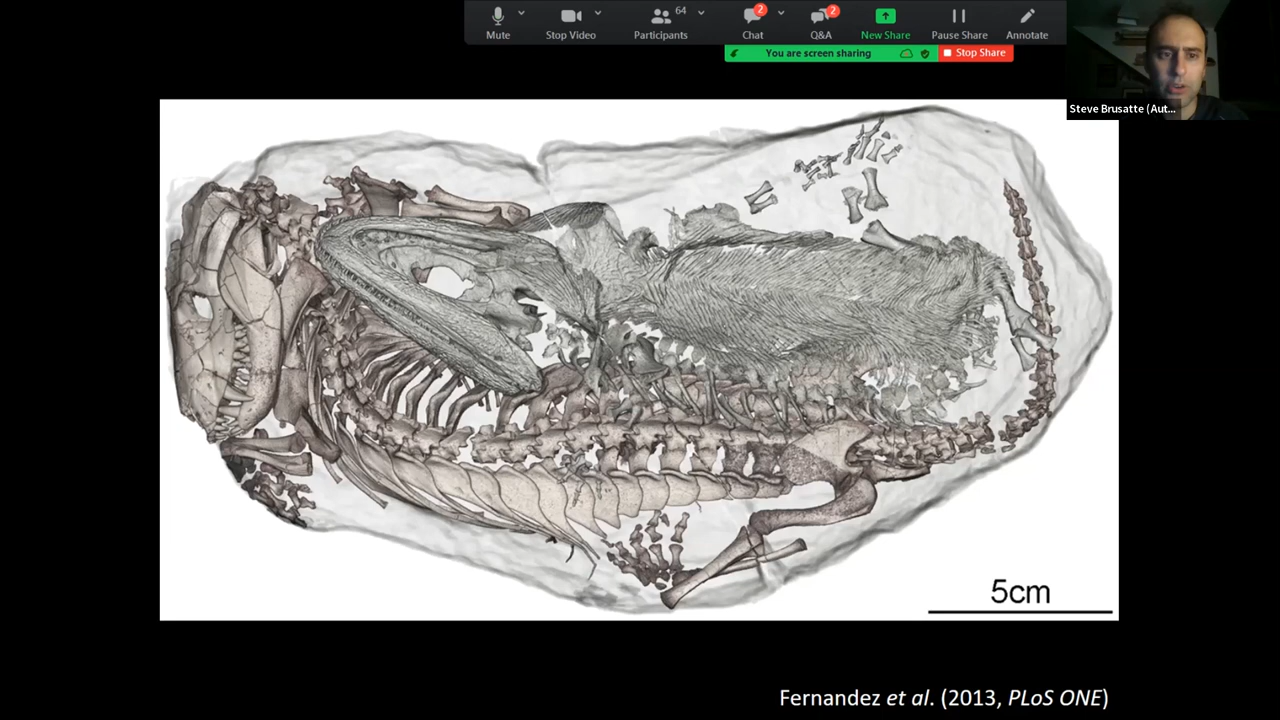 64
2
2
Mute
Stop Video
Participants
Chat
Q&A
New Share
Pause Share
Annotate
You are screen sharing
Stop Share
Steve Brusatte (Aut...
5cm
Fernandez et al. (2013, PLoS ONE)